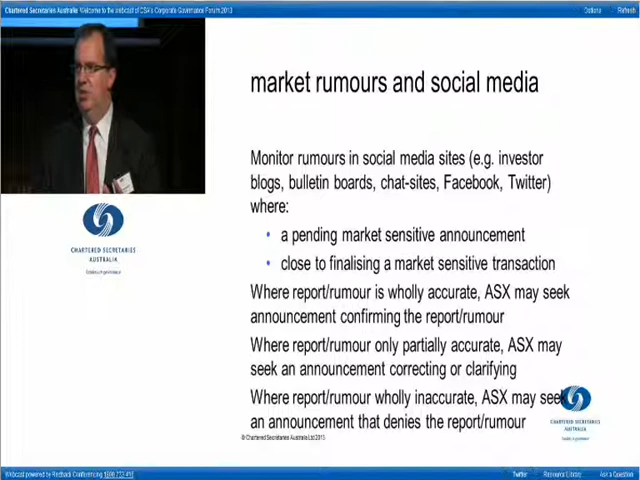 Chartered Secretaries Australia Welcome to the webcast of CSA's Corporate Governance Forum 2013
Options
Refresh
market rumours and social media
Monitor rumours in social media sites (e.g. investor
blogs, bulletin boards, chat-sites, Facebook, Twitter)
where:
• a pending market sensitive announcement
• close to finalising a market sensitive transaction
Where report/rumour is wholly accurate, ASX may seek
announcement confirming the report/rumour
Where report/rumour only partially accurate, ASX may
seek an announcement correcting or clarifying
Where report/rumour wholly inaccurate, ASX may seek
an announcement that denies the report/rumour
© Chartered Secretaries Australia Ltd 2013
CHARTERED SECRETARIES
AUSTRALIA
CHARTERED SECRETARIES
AUSTRALIA
Webcast powered by Redback Conferencing 1800 733 416
Twitter
Resource Library
Ask a Question